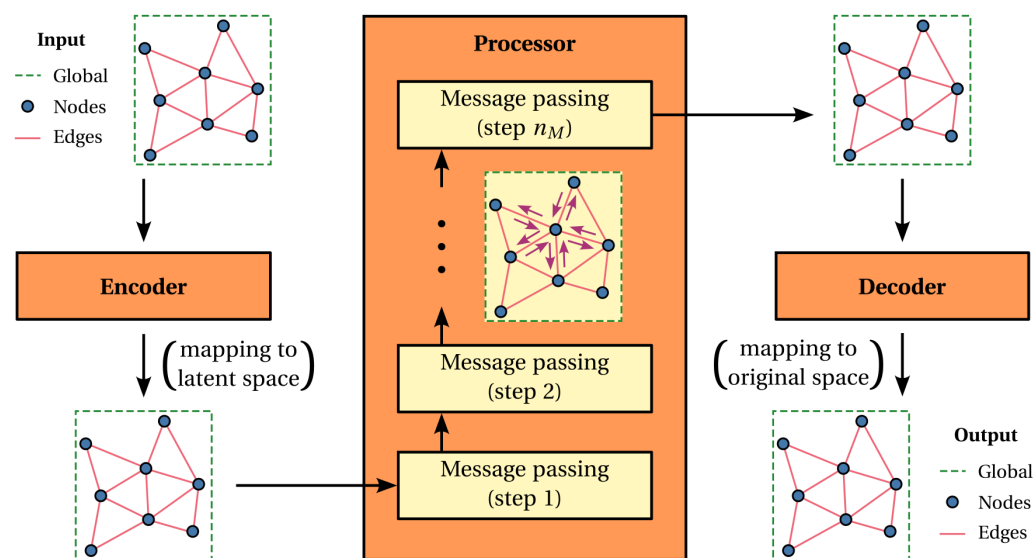 Input
Global
Nodes
Edges
Encoder
(mapping to
latent space)
Processor
Message passing
(step n_M)
Message passing
(step 2)
Message passing
(step 1)
Decoder
(mapping to
original space)
Output
Global
Nodes
Edges